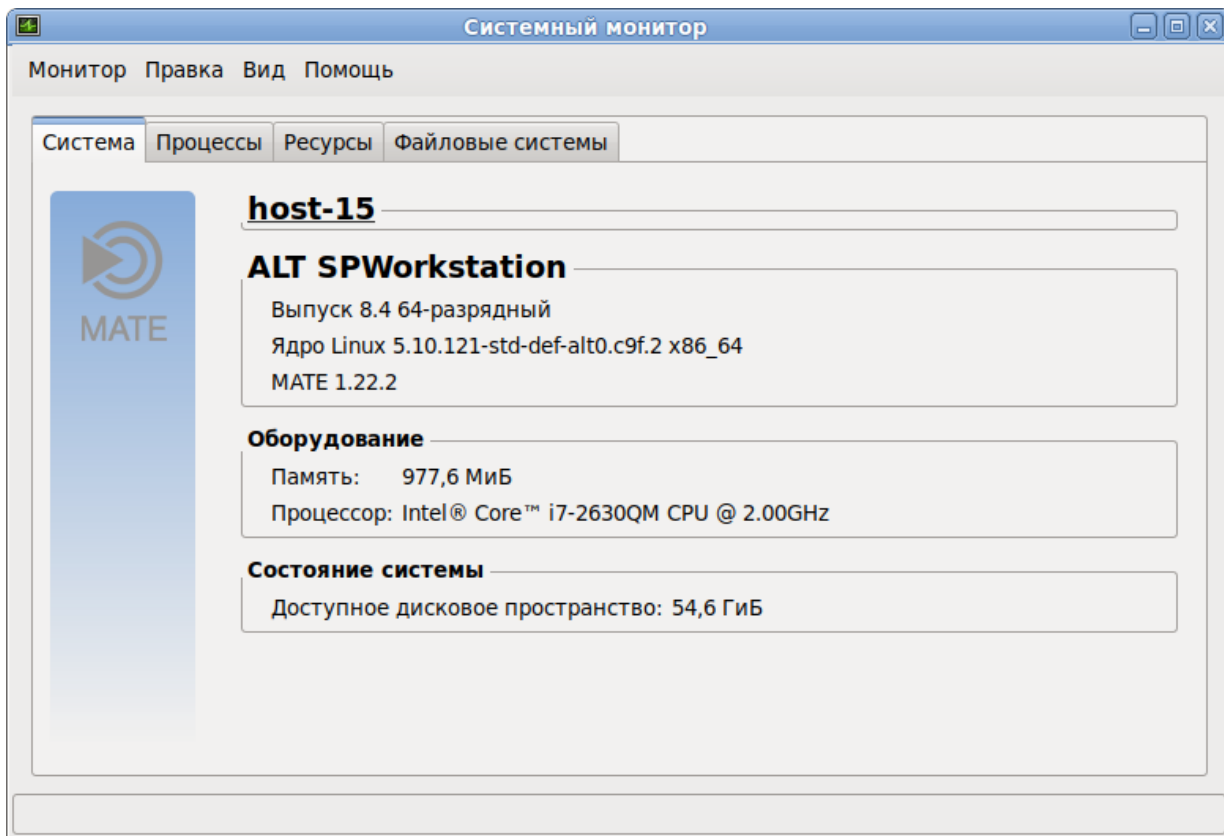 Системный монитор
Монитор Правка Вид Помощь
Система Процессы Ресурсы Файловые системы
MATE
host-15
ALT SPWorkstation
Выпуск 8.4 64-разрядный
Ядро Linux 5.10.121-std-def-alt0.c9f.2 x86_64
MATE 1.22.2
Оборудование
Память: 977,6 МиБ
Процессор: Intel® Core™ i7-2630QM CPU @ 2.00GHz
Состояние системы
Доступное дисковое пространство: 54,6 ГиБ